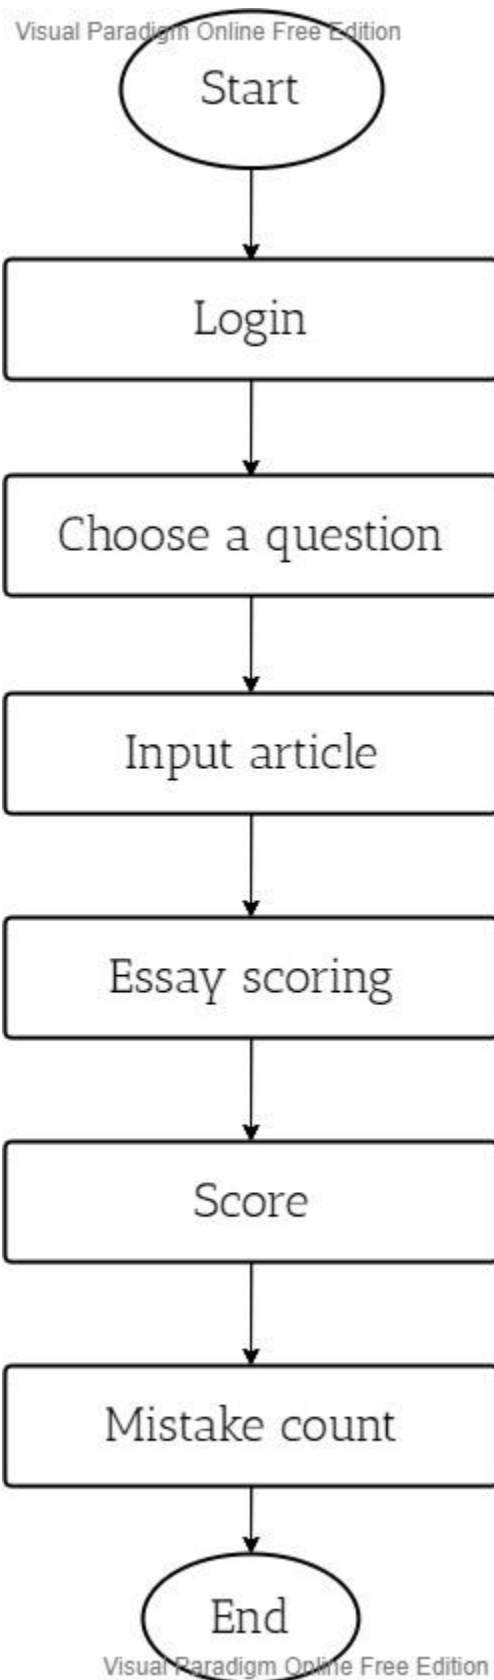 Visual Paradigm Online Free Edition
Start
Login
Choose a question
Input article
Essay scoring
Score
Mistake count
End
Visual Paradigm Online Free Edition